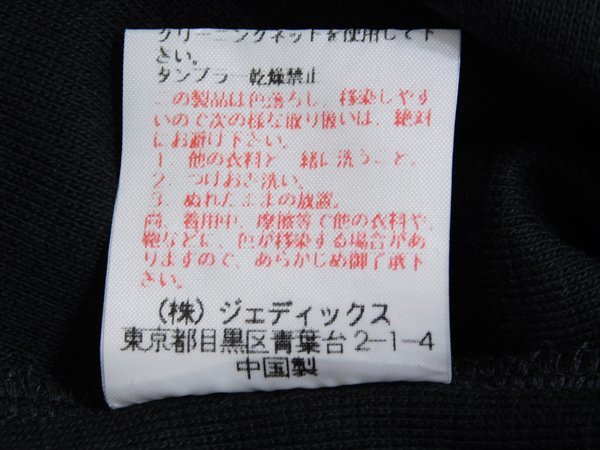 クリーニングネットを使用して下
さい。
タンブラー乾燥禁止
この製品は色落ちし、移染しやす
いので次の様な取り扱いは、絶対
にお避け下さい。
1. 他の衣料と一緒に洗うこと。
2. つけおき洗い。
3. ぬれたままの放置。
尚、着用中、摩擦等で他の衣料や、
鞄などに、色が移染する場合があ
りますので、あらかじめ御了承下
さい。
(株)ジェディックス
東京都目黒区青葉台2-1-4
中国製